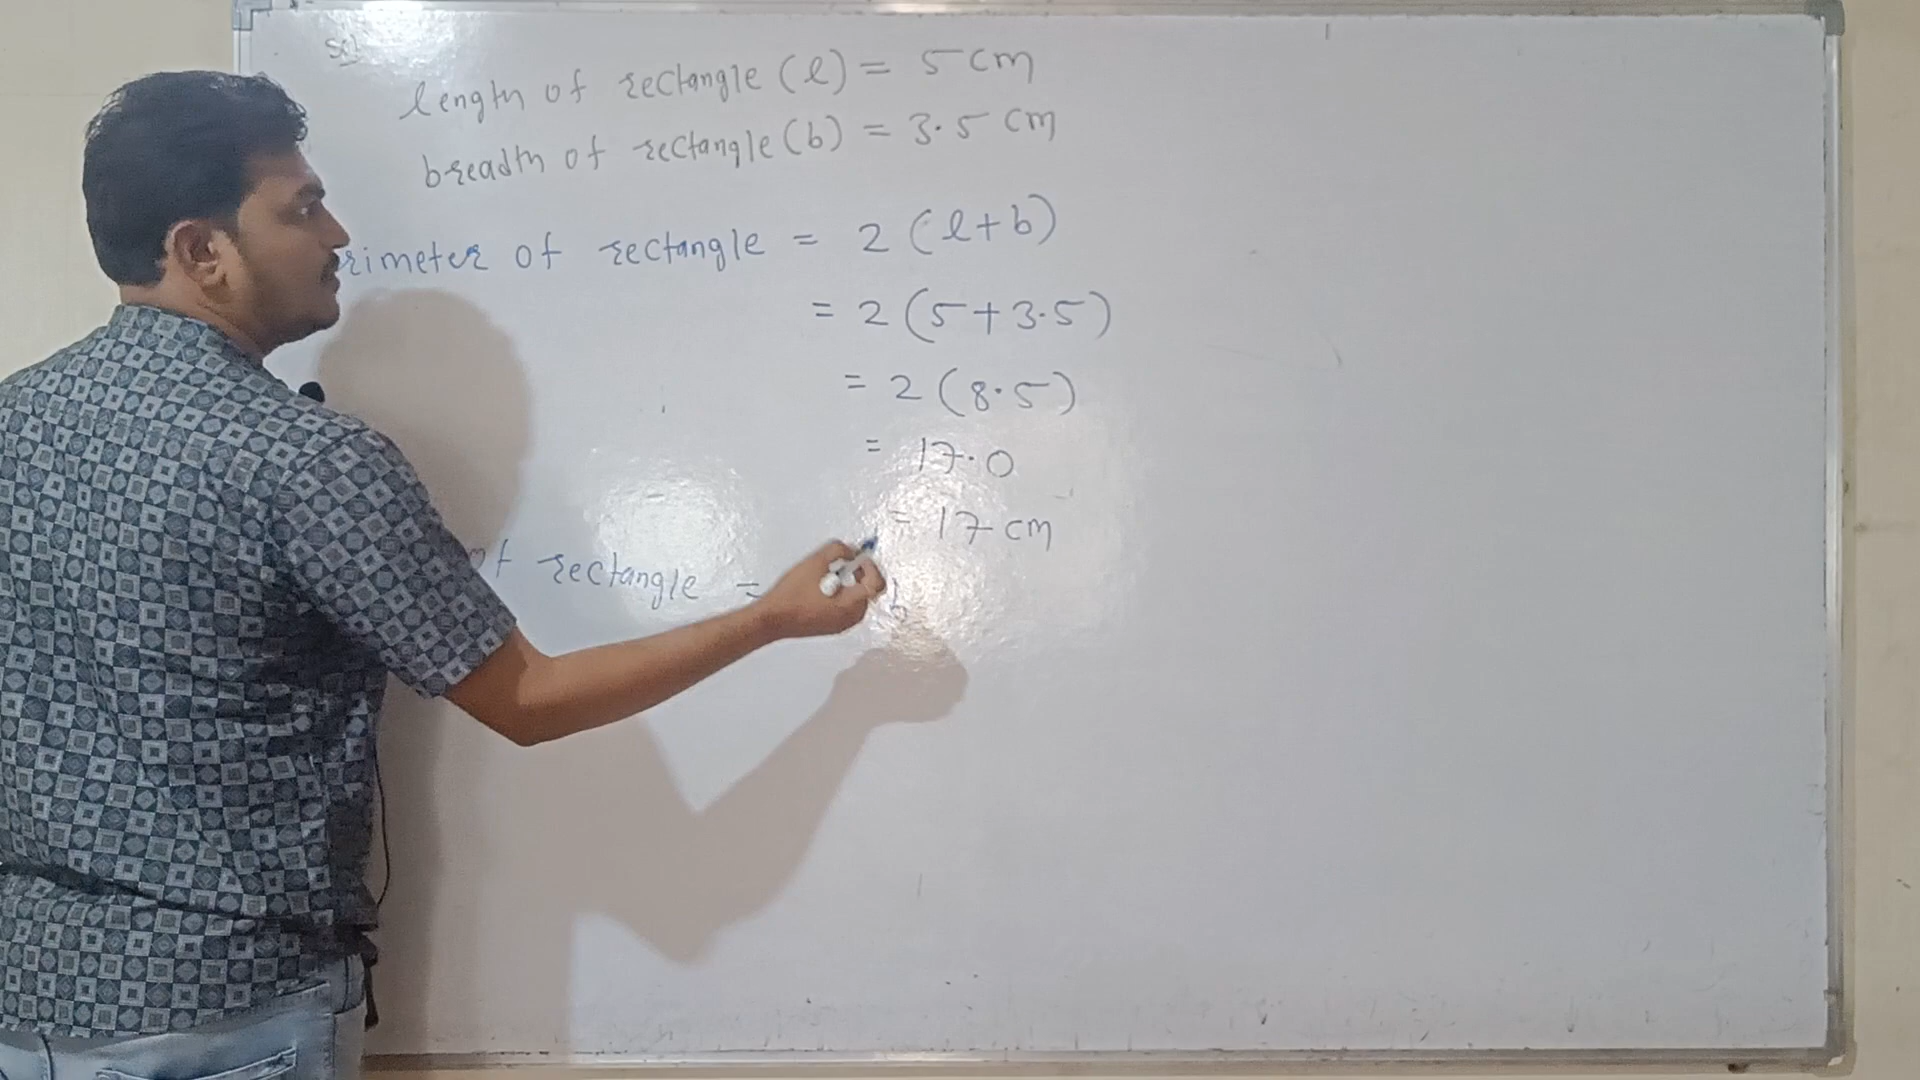 Sol
length of rectangle (l) = 5 cm
breadth of rectangle (b) = 3.5 cm
rimeter of rectangle = 2 (l+b)
= 2 (5+3.5)
= 2 (8.5)
= 17.0
= 17 cm
of rectangle = b